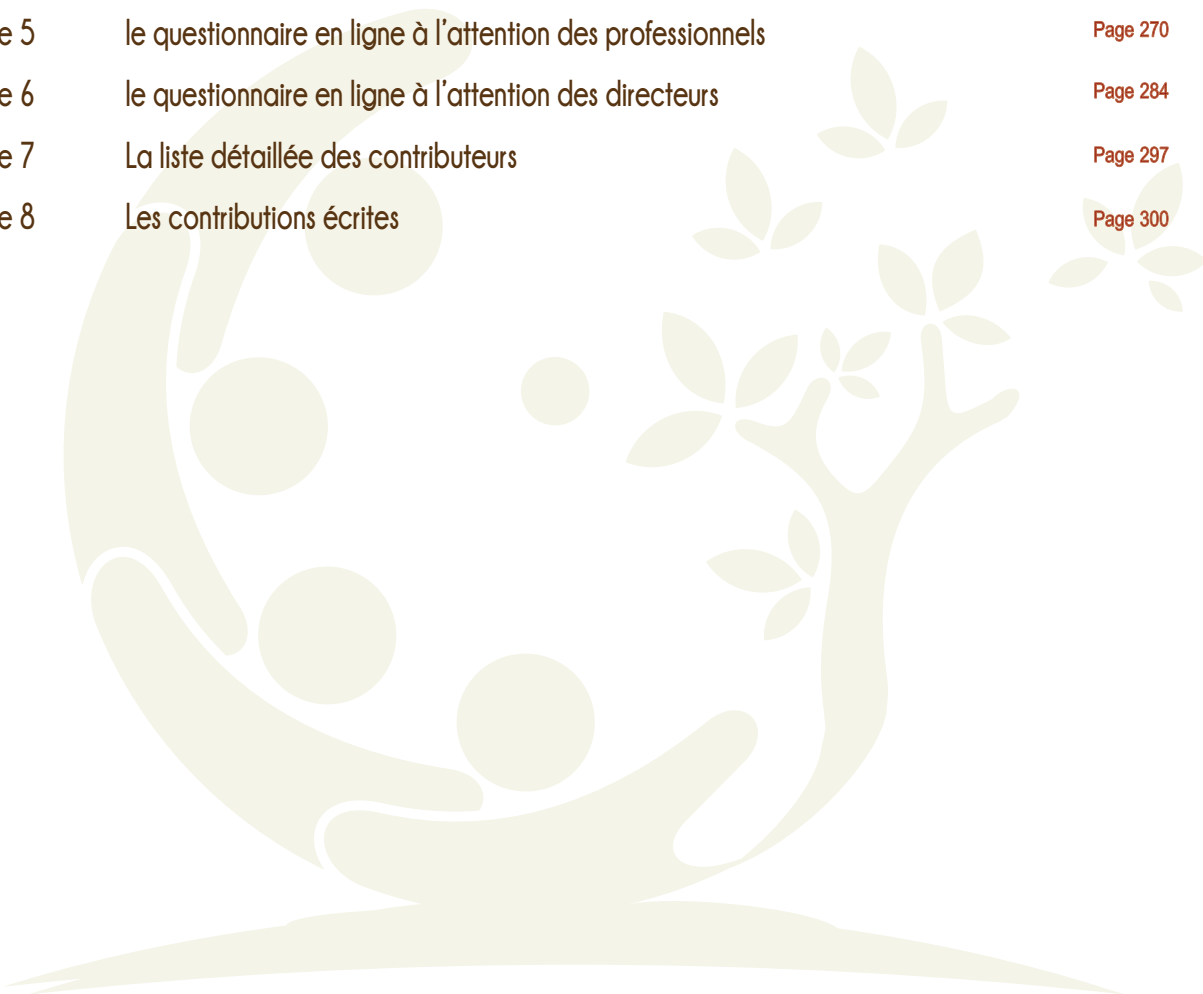 e 5 le questionnaire en ligne à l'attention des professionnels Page 270
e 6 le questionnaire en ligne à l'attention des directeurs Page 284
e 7 La liste détaillée des contributeurs Page 297
e 8 Les contributions écrites Page 300